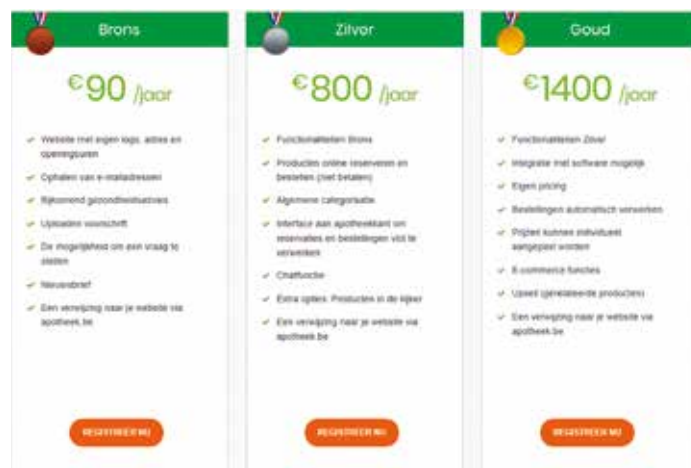 Brons
€90 /jaar
Website met eigen logo, adres en
openingsuren
Ophalen van e-mailadressen
Bijkomend gezondheidsadvies
Uploaden voorschrift
De mogelijkheid om een vraag te
stellen
Nieuwsbrief
Een verwijzing naar je website via
apotheek.be
REGISTREER NU
Zilver
€800 /jaar
Functionaliteiten Brons
Producten online reserveren en
bestellen (niet betalen)
Algemene categorisatie
Interface aan apotheekkant om
reservaties en bestellingen vlot te
verwerken
Chatfunctie
Extra opties: Producten in de kijker
Een verwijzing naar je website via
apotheek.be
REGISTREER NU
Goud
€1400 /jaar
Functionaliteiten Zilver
Integratie met software mogelijk
Eigen pricing
Bestellingen automatisch verwerken
Prijzen kunnen individueel
aangepast worden
E-commerce functies
Upsell (gerelateerde producten)
Een verwijzing naar je website via
apotheek.be
REGISTREER NU